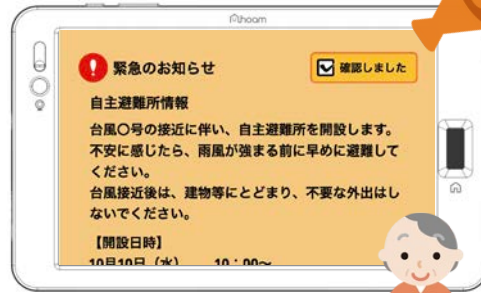 @hoam
緊急のお知らせ
確認しました
自主避難所情報
台風〇号の接近に伴い、自主避難所を開設します。
不安に感じたら、雨風が強まる前に早めに避難して
ください。
台風接近後は、建物等にとどまり、不要な外出はし
ないでください。
【開設日時】
10月10日（水）　10：00～